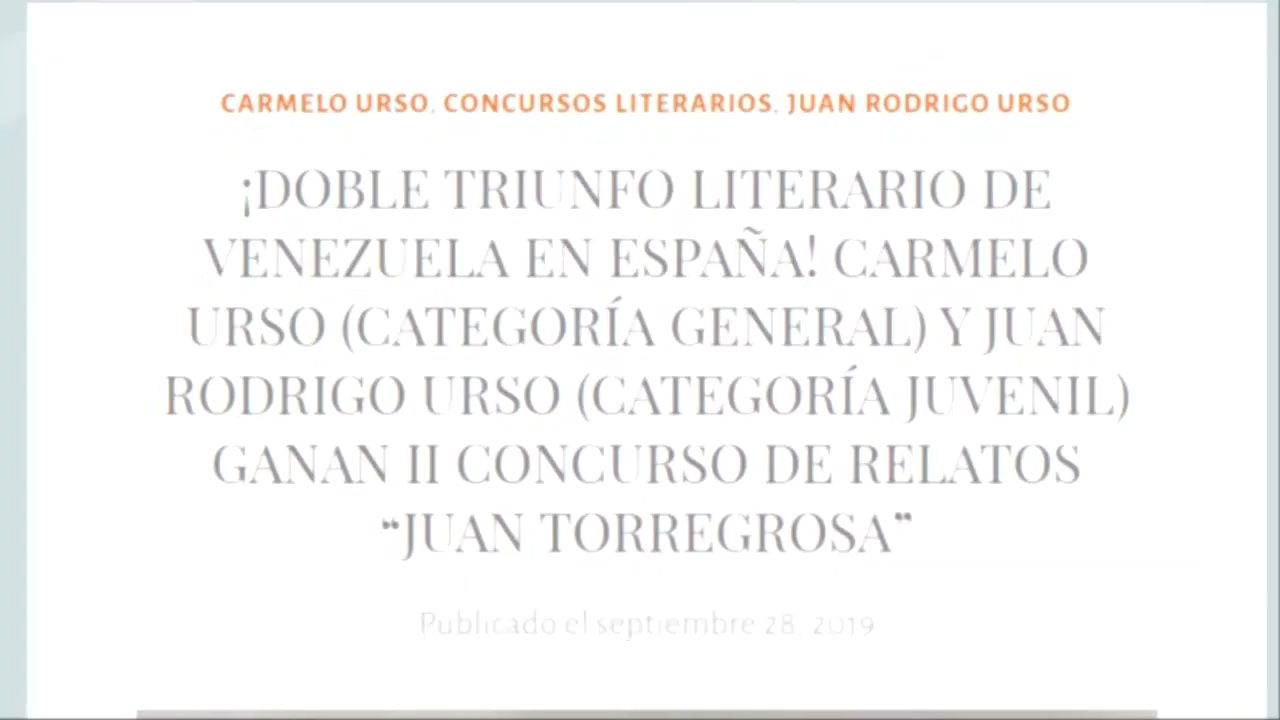 CARMELO URSO, CONCURSOS LITERARIOS, JUAN RODRIGO URSO
¡DOBLE TRIUNFO LITERARIO DE
VENEZUELA EN ESPAÑA! CARMELO
URSO (CATEGORÍA GENERAL) Y JUAN
RODRIGO URSO (CATEGORÍA JUVENIL)
GANAN II CONCURSO DE RELATOS
“JUAN TORREGROSA”
Publicado el septiembre 28, 2019